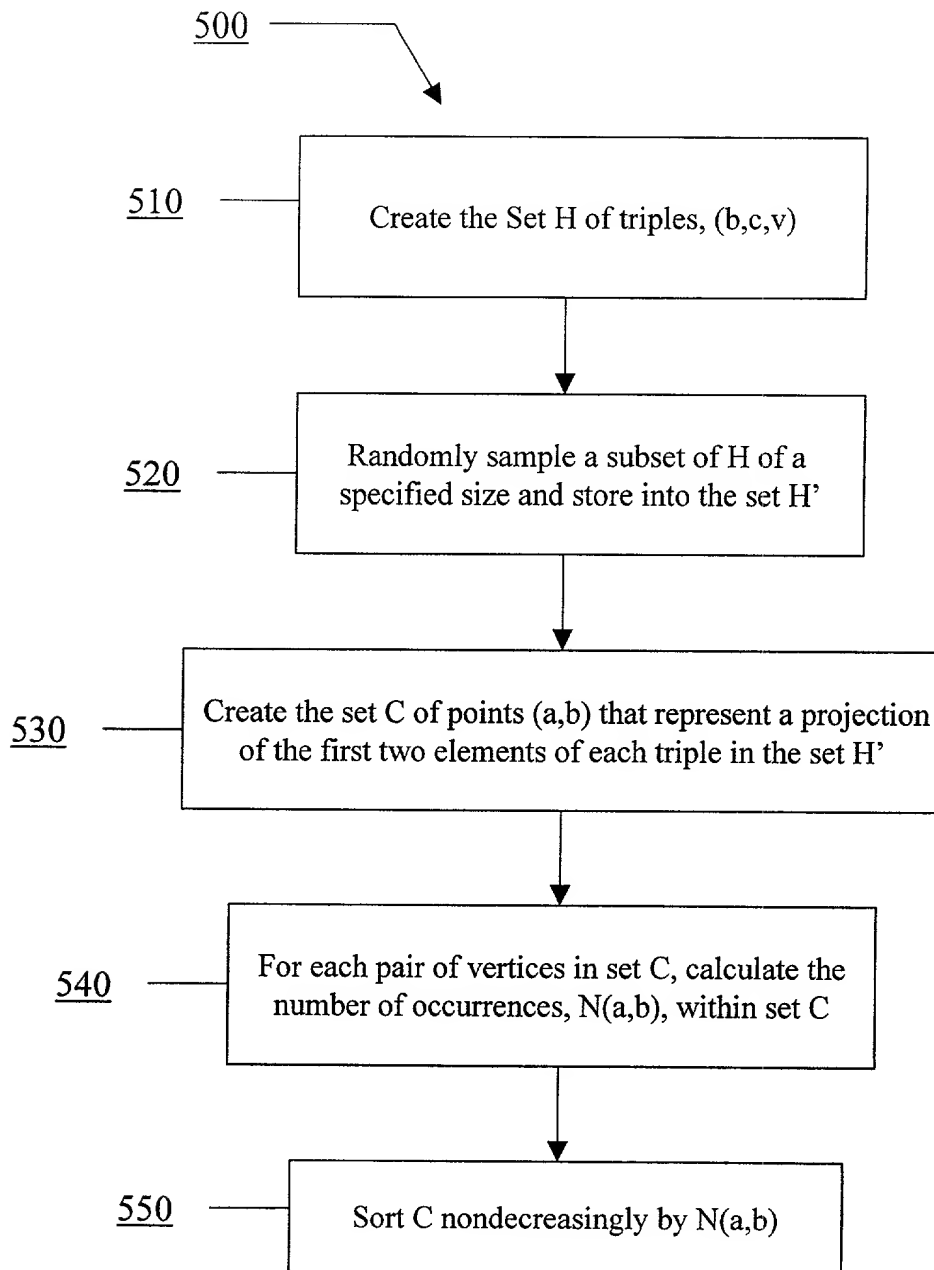 500
510
Create the Set H of triples, (b,c,v)
520
Randomly sample a subset of H of a
specified size and store into the set H’
530
Create the set C of points (a,b) that represent a projection
of the first two elements of each triple in the set H’
540
For each pair of vertices in set C, calculate the
number of occurrences, N(a,b), within set C
550
Sort C nondecreasingly by N(a,b)